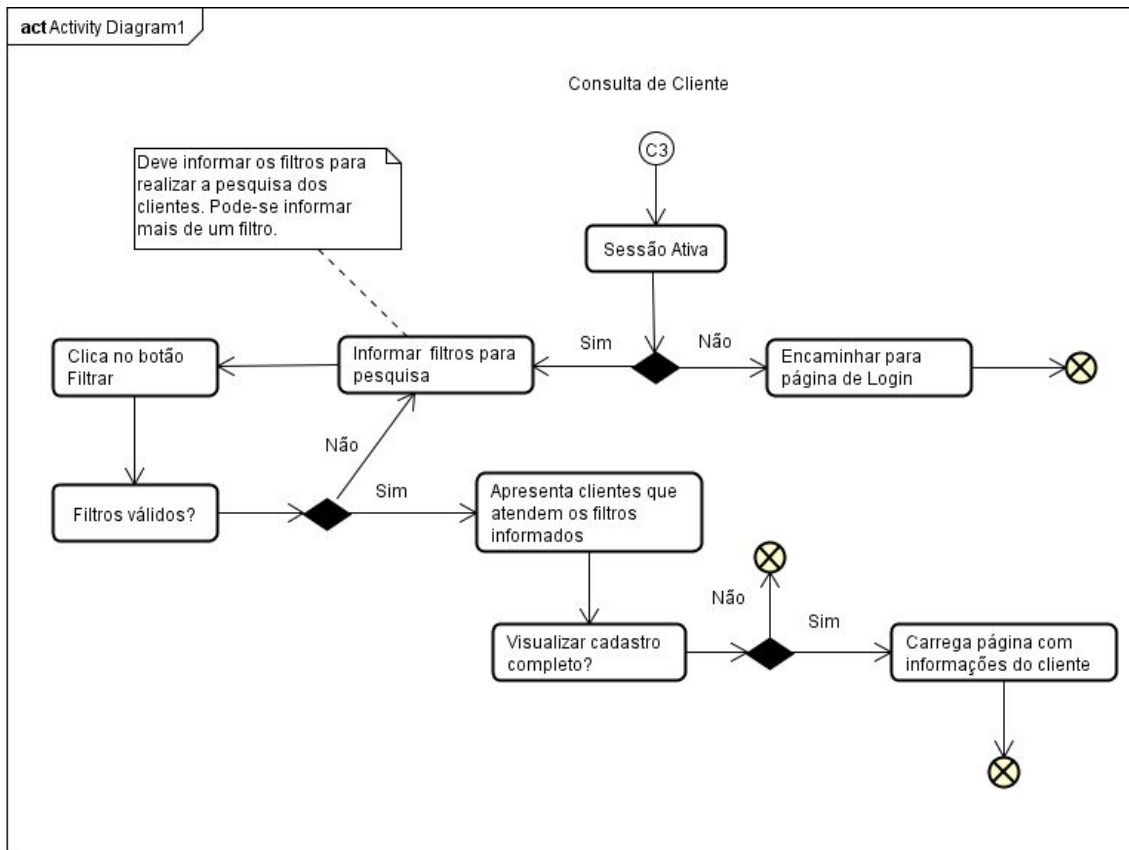 act Activity Diagram1
Consulta de Cliente
C3
Deve informar os filtros para
realizar a pesquisa dos
clientes. Pode-se informar
mais de um filtro.
Sessão Ativa
Sim
Não
Clica no botão
Filtrar
Informar filtros para
pesquisa
Encaminhar para
página de Login
Não
Filtros válidos?
Sim
Apresenta clientes que
atendem os filtros
informados
Não
Sim
Visualizar cadastro
completo?
Carrega página com
informações do cliente